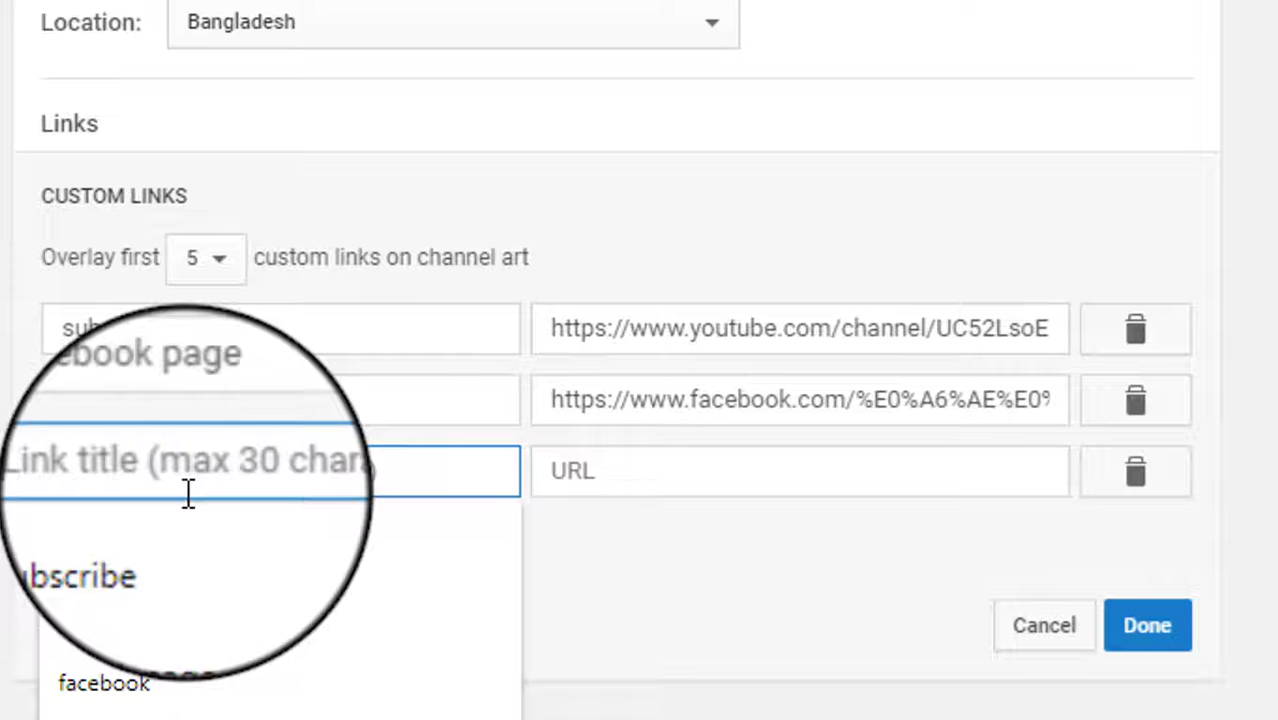 Location: Bangladesh
Links
CUSTOM LINKS
Overlay first 5 custom links on channel art
sub https://www.youtube.com/channel/UC52LsoE
ebook page
https://www.facebook.com/%E0%A6%AE%E0%
Link title (max 30 char) URL
ubscribe
Cancel Done
facebook